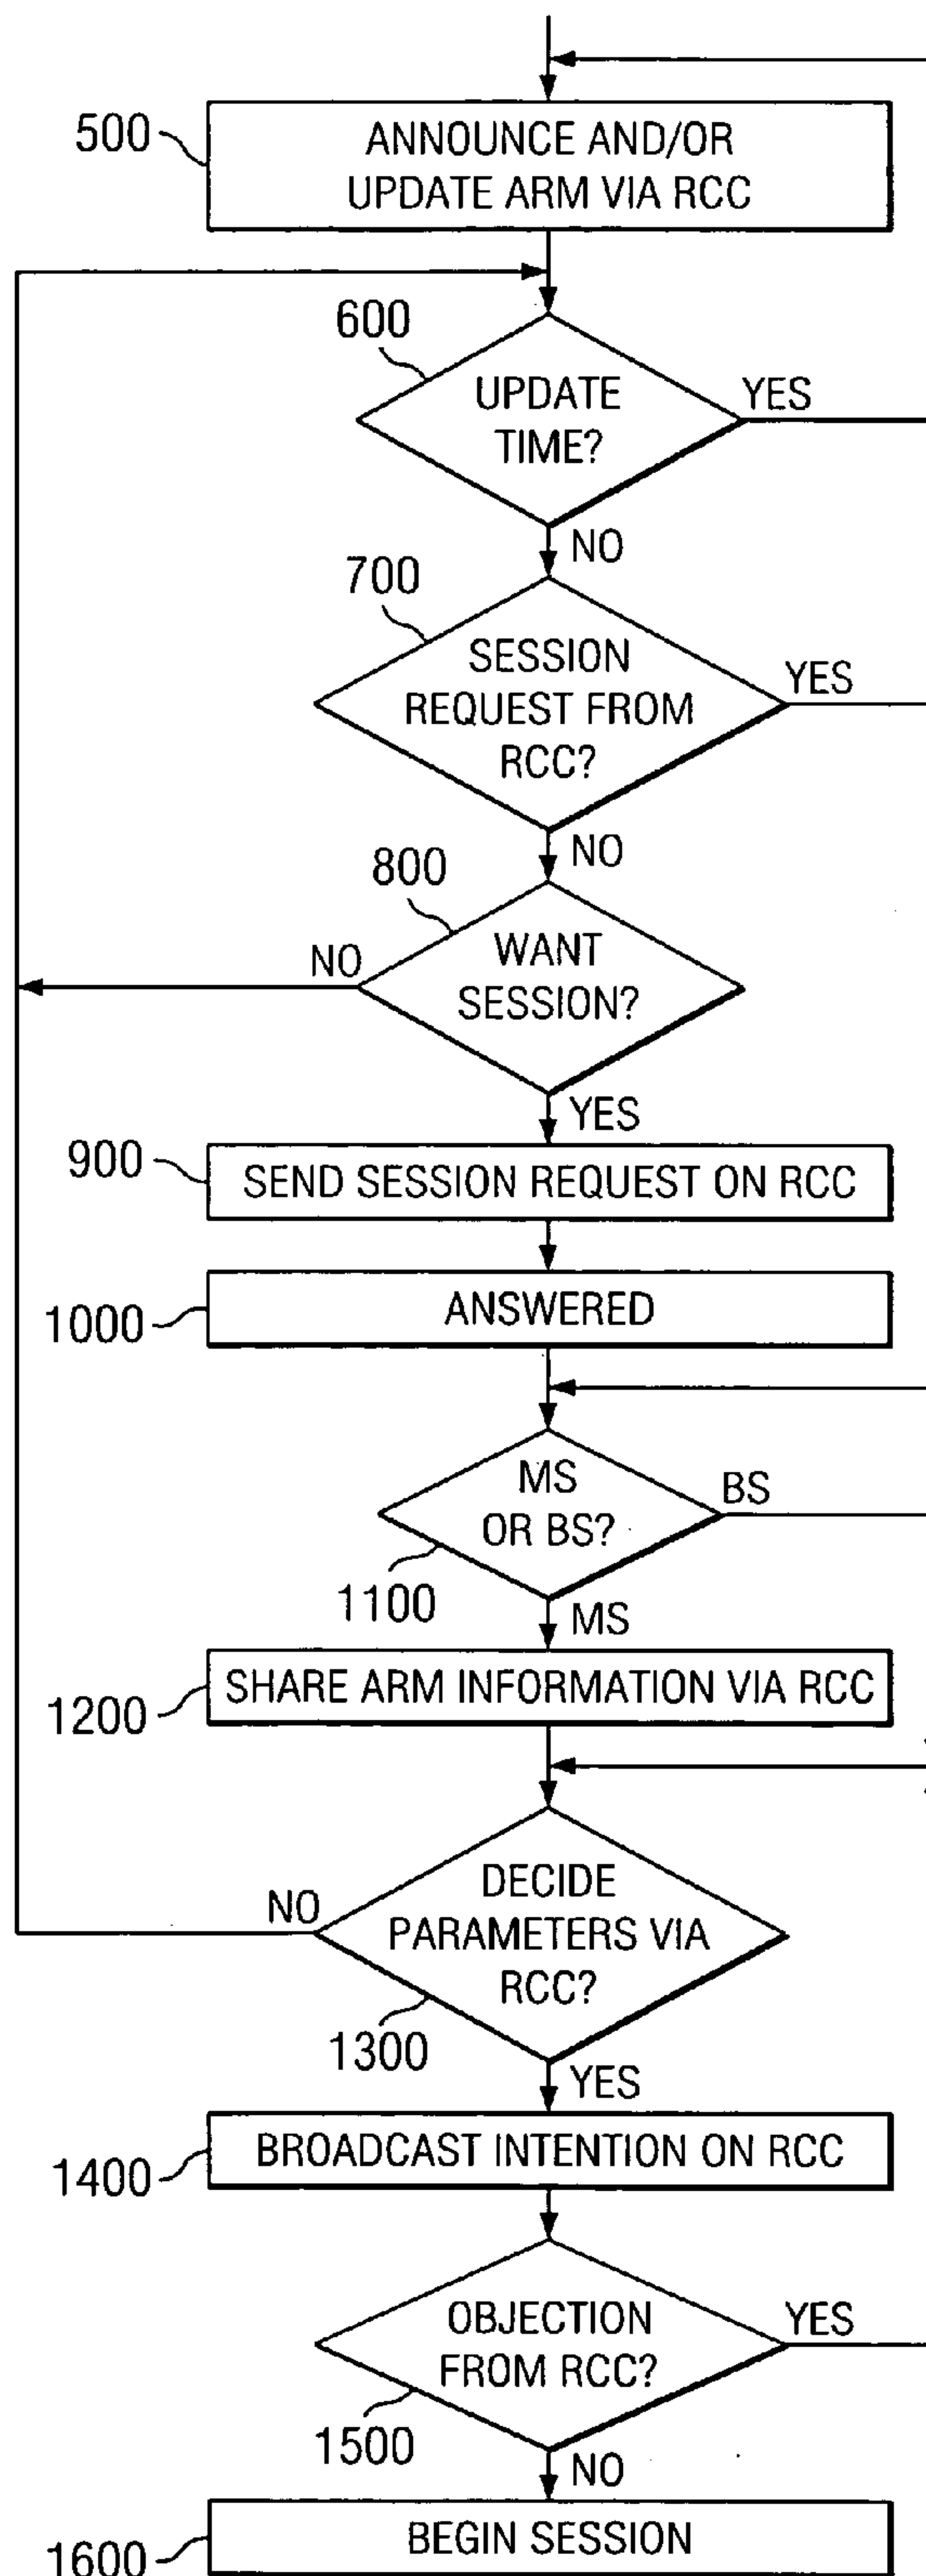 500
ANNOUNCE AND/OR
UPDATE ARM VIA RCC
600
UPDATE
TIME?
YES
NO
700
SESSION
REQUEST FROM
RCC?
YES
NO
800
WANT
SESSION?
NO
YES
900
SEND SESSION REQUEST ON RCC
1000
ANSWERED
MS
OR BS?
BS
1100
MS
1200
SHARE ARM INFORMATION VIA RCC
DECIDE
PARAMETERS VIA
RCC?
NO
1300
YES
1400
BROADCAST INTENTION ON RCC
OBJECTION
FROM RCC?
YES
1500
NO
1600
BEGIN SESSION